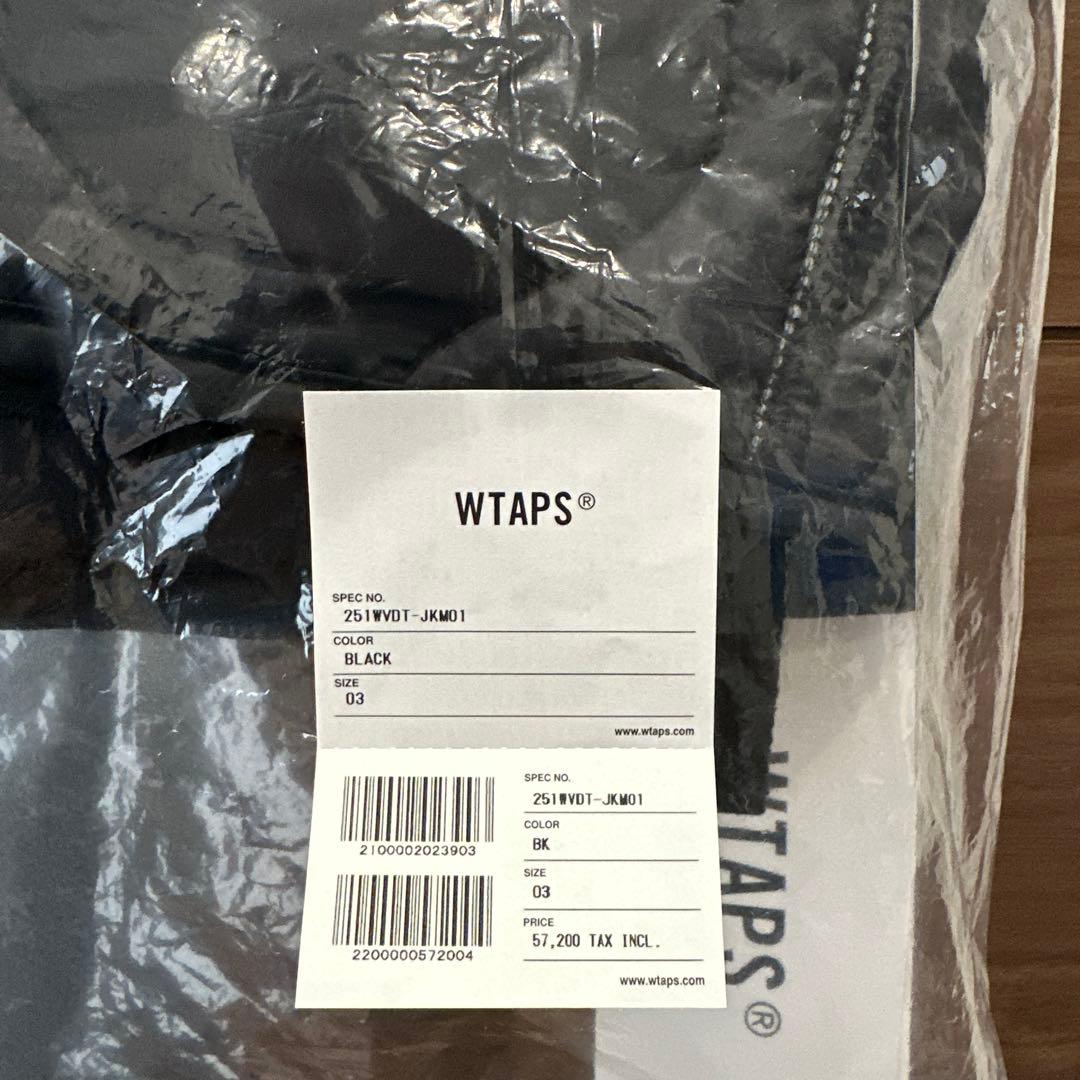 WTAPS®
SPEC NO.
251WVDT-JKM01
COLOR
BLACK
SIZE
03
www.wtaps.com
2100002023903
2200000572004
SPEC NO.
251WVDT-JKM01
COLOR
BK
SIZE
03
PRICE
57,200 TAX INCL.
www.wtaps.com
WTAPS®